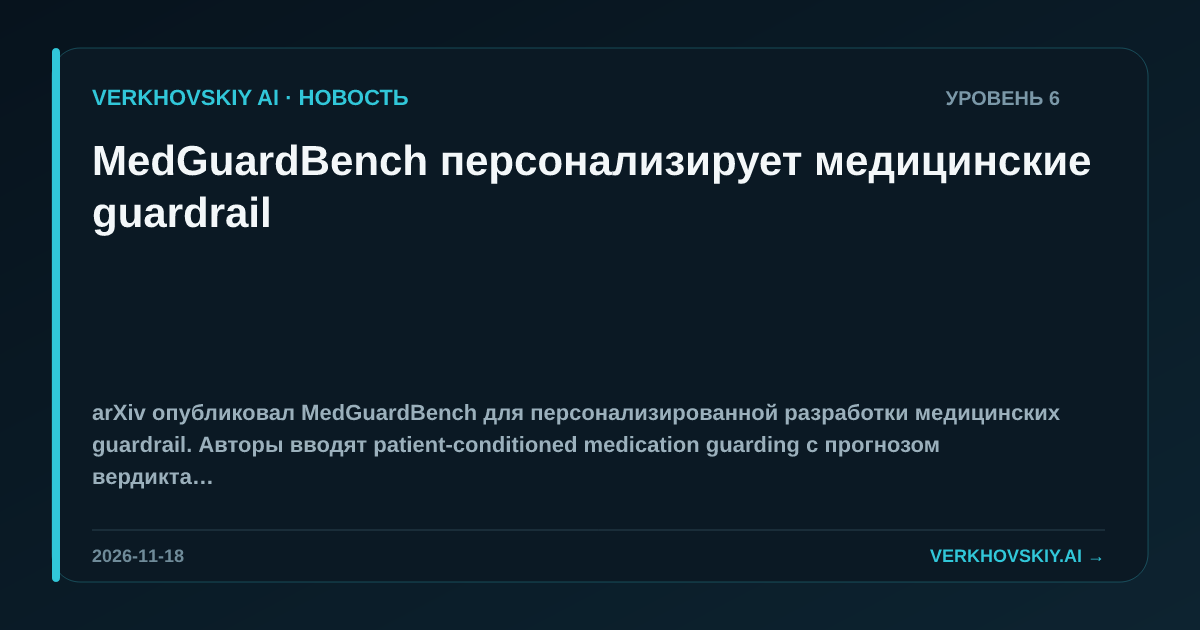 VERKHOVSKIY AI · НОВОСТЬ
УРОВЕНЬ 6
MedGuardBench персонализирует медицинские
guardrail
arXiv опубликовал MedGuardBench для персонализированной разработки медицинских
guardrail. Авторы вводят patient-conditioned medication guarding с прогнозом
вердикта…
2026-11-18
VERKHOVSKIY.AI →